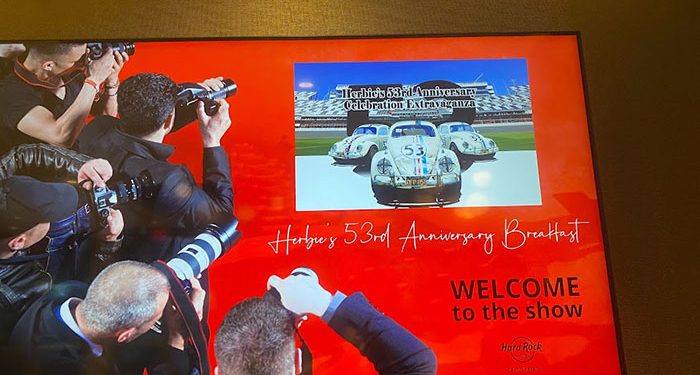 Herbie's 53rd Anniversary
Celebration Extravaganza
53
Herbie's 53rd Anniversary Breakfast
WELCOME
to the show
Hard Rock